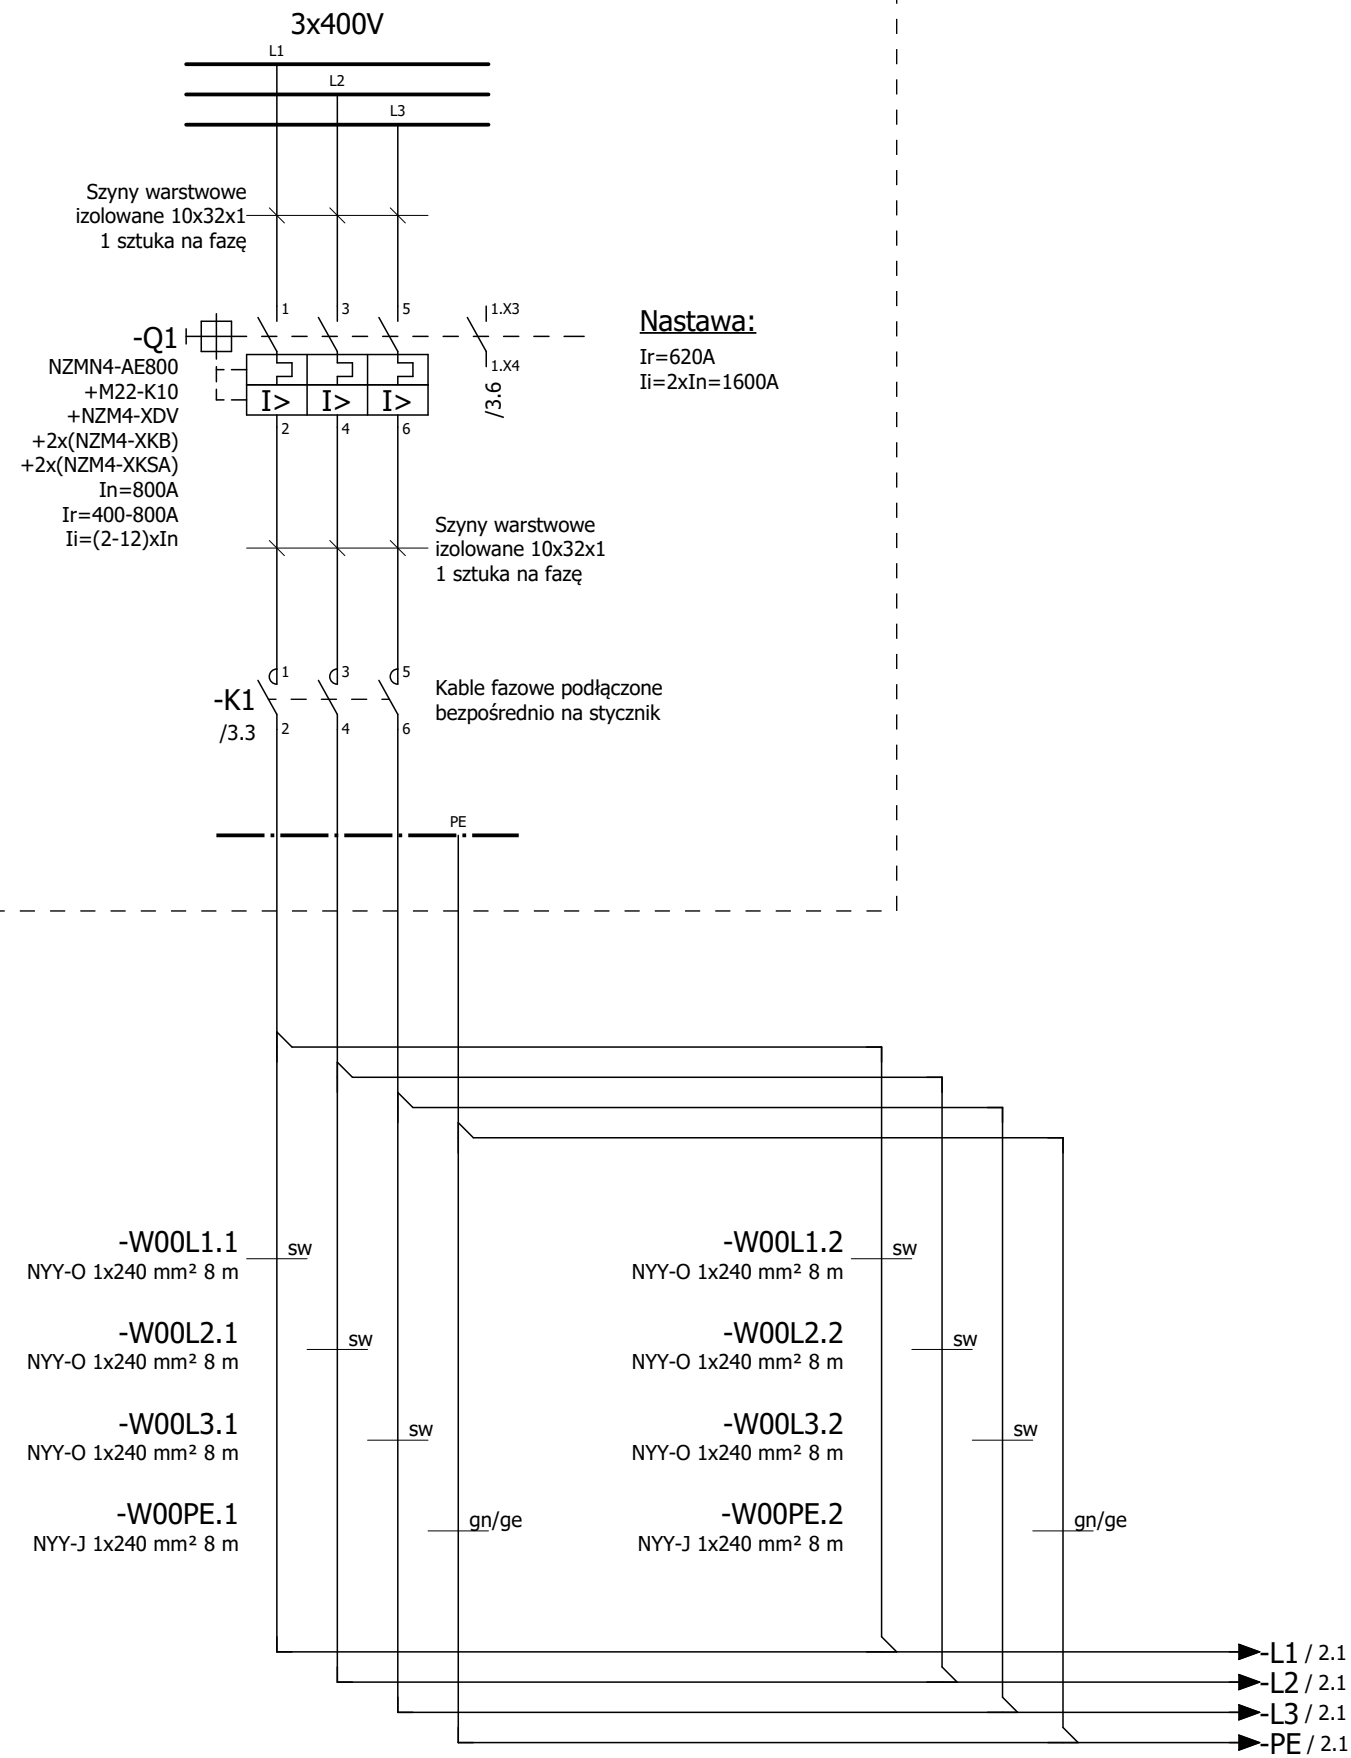 3x400V
L1
L2
L3
Szyny warstwowe
izolowane 10x32x1
1 sztuka na fazę
1
3
5
1.X3
-Q1
NZMN4-AE800
+M22-K10
+NZM4-XDV
+2x(NZM4-XKB)
+2x(NZM4-XKSA)
In=800A
Ir=400-800A
Ii=(2-12)xIn
I>
I>
I>
1.X4
/3.6
2
4
6
Nastawa:
Ir=620A
Ii=2xIn=1600A
Szyny warstwowe
izolowane 10x32x1
1 sztuka na fazę
1
3
5
-K1
/3.3
2
4
6
Kable fazowe podłączone
bezpośrednio na stycznik
PE
-W00L1.1
NYY-O 1x240 mm² 8 m
sw
-W00L1.2
NYY-O 1x240 mm² 8 m
sw
-W00L2.1
NYY-O 1x240 mm² 8 m
sw
-W00L2.2
NYY-O 1x240 mm² 8 m
sw
-W00L3.1
NYY-O 1x240 mm² 8 m
sw
-W00L3.2
NYY-O 1x240 mm² 8 m
sw
-W00PE.1
NYY-J 1x240 mm² 8 m
gn/ge
-W00PE.2
NYY-J 1x240 mm² 8 m
gn/ge
-L1 / 2.1
-L2 / 2.1
-L3 / 2.1
-PE / 2.1